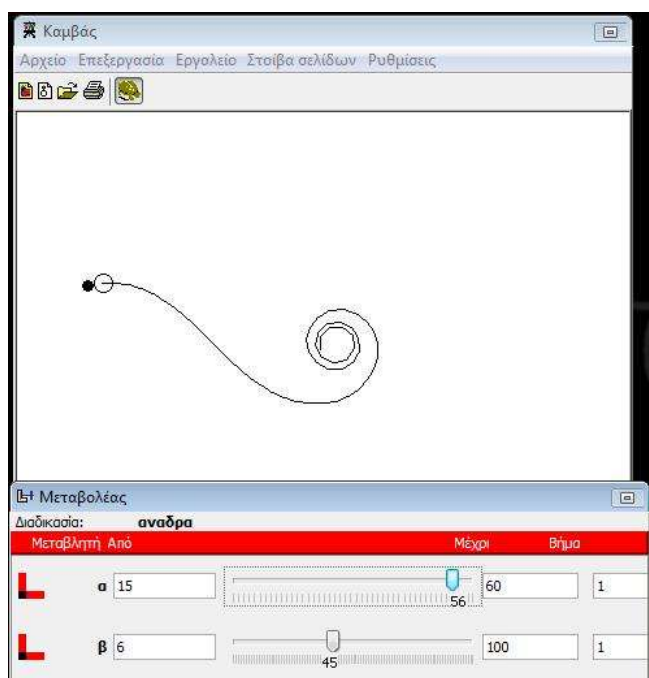 Καμβάς
Αρχείο Επεξεργασία Εργαλείο Στοίβα σελίδων Ρυθμίσεις
Μεταβολέας
Διαδικασία: αναδρα
Μεταβλητή Από Μέχρι Βήμα
α 15 56 60 1
β 6 45 100 1